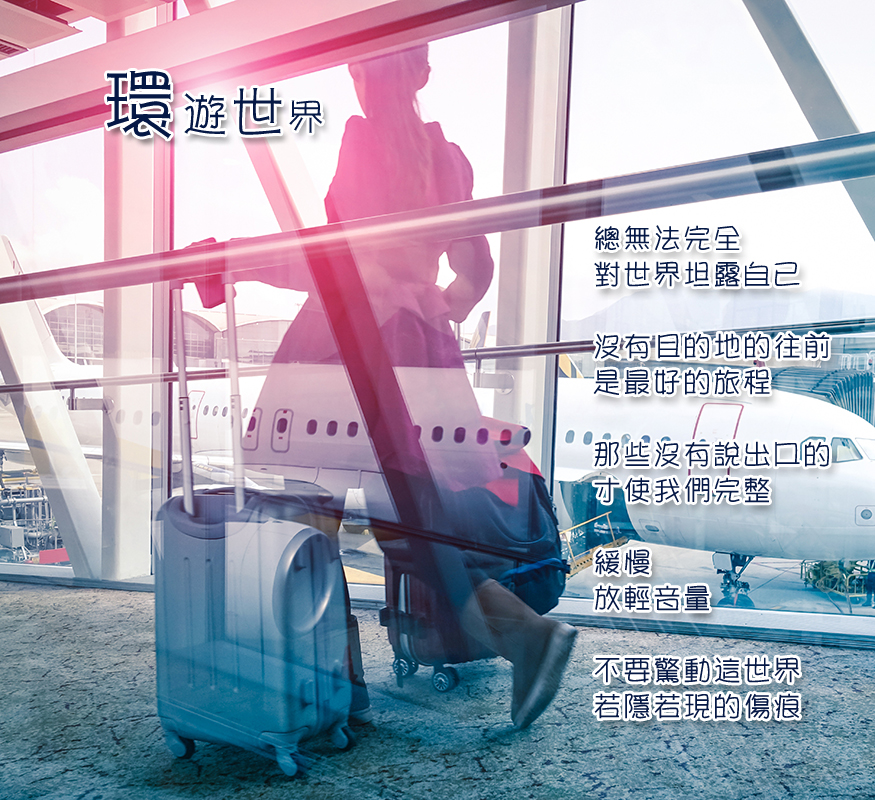 環遊世界
總無法完全
對世界坦露自己
沒有目的地的往前
是最好的旅程
那些沒有說出口的
才使我們完整
緩慢
放輕音量
不要驚動這世界
若隱若現的傷痕